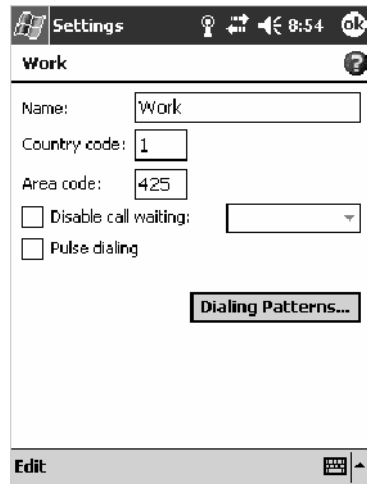 Settings 8:54 ok
Work ?
Name: Work
Country code: 1
Area code: 425
Disable call waiting:
Pulse dialing
Dialing Patterns...
Edit